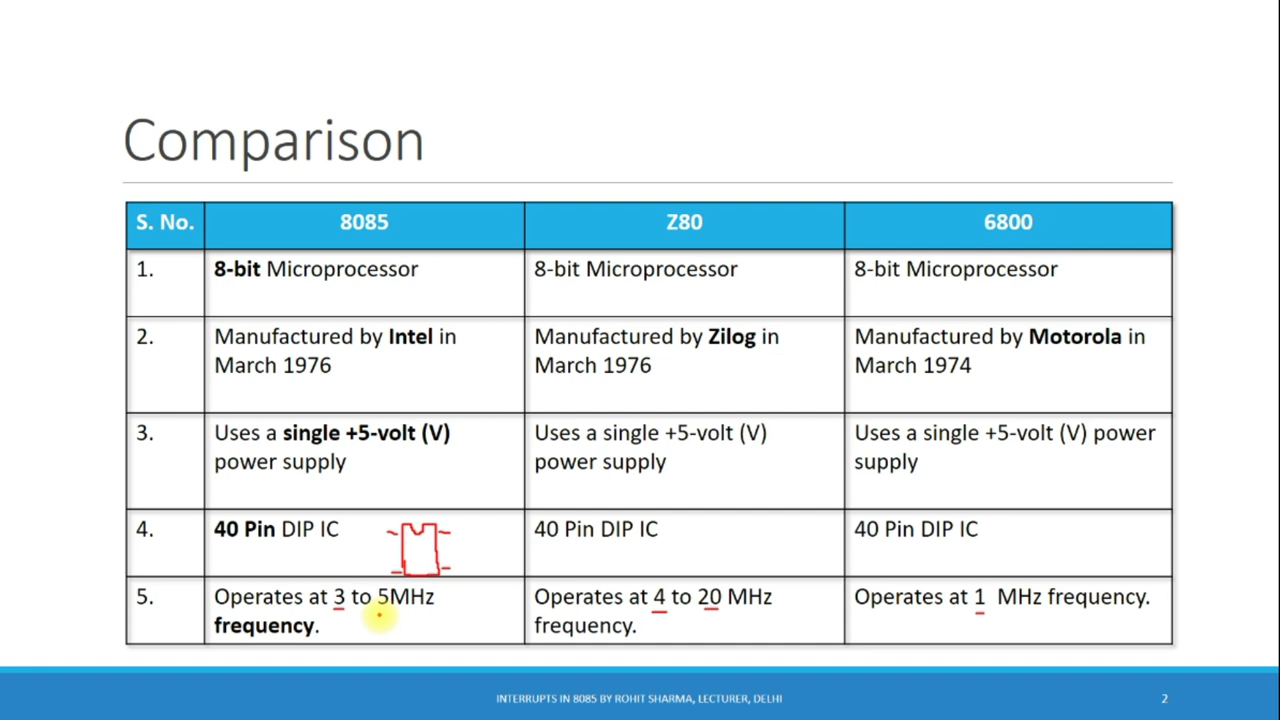 Comparison
S. No. 8085 Z80 6800
1. 8-bit Microprocessor 8-bit Microprocessor 8-bit Microprocessor
2. Manufactured by Intel in Manufactured by Zilog in Manufactured by Motorola in
March 1976 March 1976 March 1974
3. Uses a single +5-volt (V) Uses a single +5-volt (V) Uses a single +5-volt (V) power
power supply power supply supply
4. 40 Pin DIP IC 40 Pin DIP IC 40 Pin DIP IC
5. Operates at 3 to 5MHz Operates at 4 to 20 MHz Operates at 1 MHz frequency.
frequency. frequency.
INTERRUPTS IN 8085 BY ROHIT SHARMA, LECTURER, DELHI 2